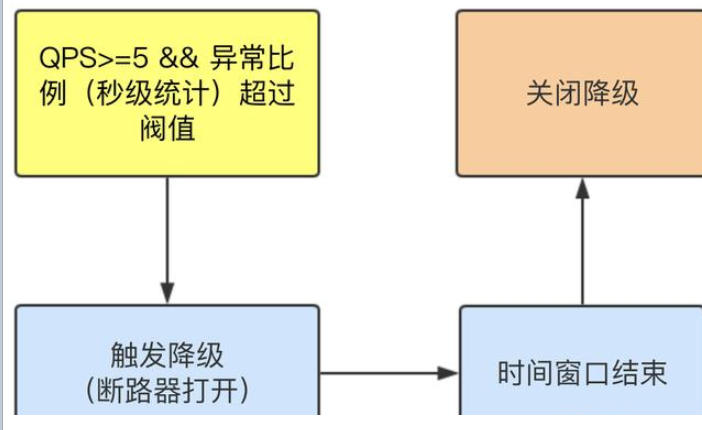 QPS>=5 && 异常比
例（秒级统计）超过
阀值
关闭降级
触发降级
（断路器打开）
时间窗口结束